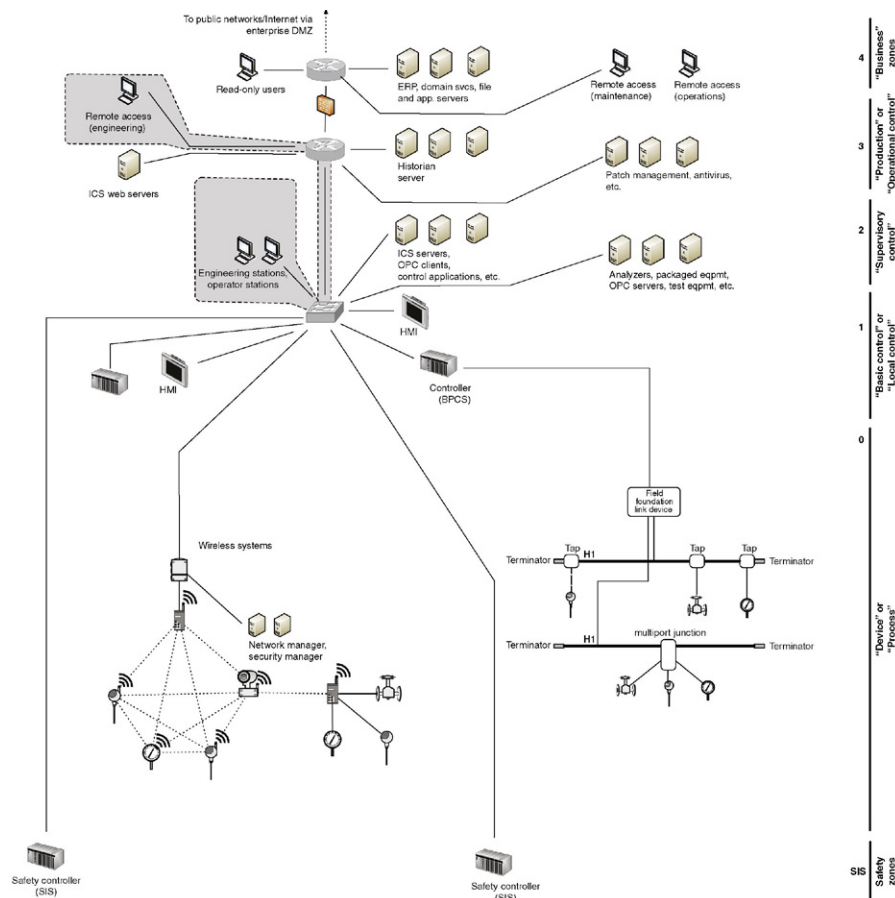 To public networks/Internet via
enterprise DMZ
Read-only users
ERP, domain svcs, file
and app. servers
Remote access
(maintenance)
Remote access
(operations)
4
"Business"
zones
Remote access
(engineering)
ICS web servers
Historian
server
Patch management, antivirus,
etc.
3
"Production" or
"Operational control"
Engineering stations,
operator stations
ICS servers,
OPC clients,
control applications, etc.
Analyzers, packaged eqpmt,
OPC servers, test eqpmt, etc.
2
"Supervisory
control"
HMI
HMI
Controller
(BPCS)
1
"Basic control" or
"Local control"
0
Field
foundation
link device
Wireless systems
Network manager,
security manager
Terminator
Tap
H1
Tap
Tap
Terminator
Terminator
H1
multiport junction
Terminator
"Device" or
"Process"
Safety controller
(SIS)
Safety controller
(SIS)
SIS
Safety
zones